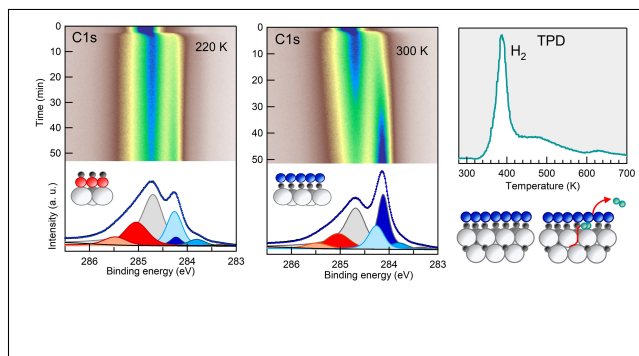 C1s
220 K
0
10
20
30
40
50
Time (min)
Intensity (a. u.)
286
285
284
283
Binding energy (eV)
C1s
300 K
0
10
20
30
40
50
286
285
284
283
Binding energy (eV)
TPD
H2
300
400
500
600
700
Temperature (K)